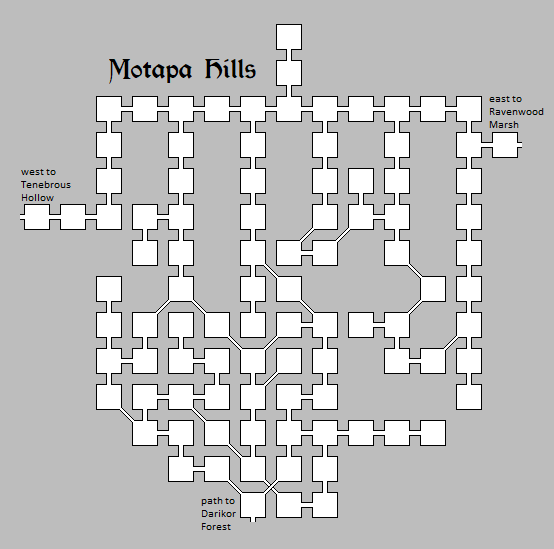 Motapa Hills
east to
Ravenwood
Marsh
west to
Tenebrous
Hollow
path to
Darikor
Forest